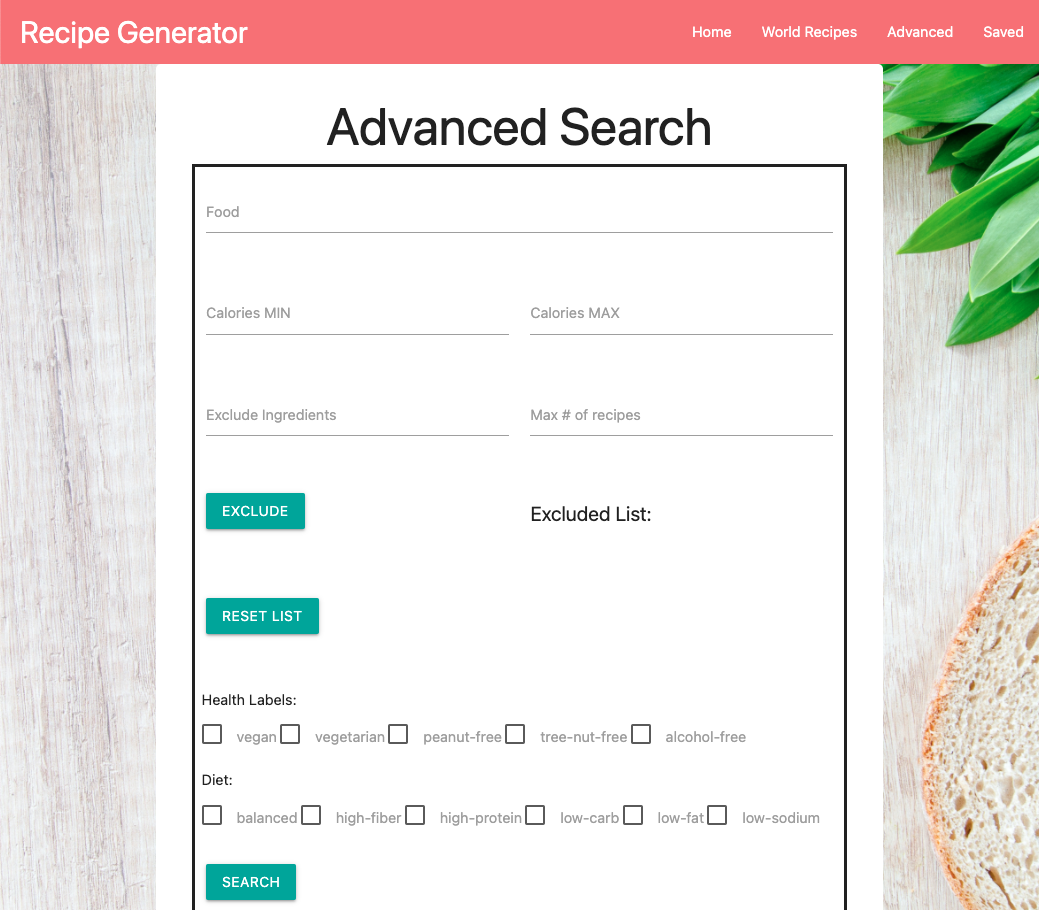 Recipe Generator Home World Recipes Advanced Saved
Advanced Search
Food
Calories MIN Calories MAX
Exclude Ingredients Max # of recipes
EXCLUDE Excluded List:
RESET LIST
Health Labels:
vegan vegetarian peanut-free tree-nut-free alcohol-free
Diet:
balanced high-fiber high-protein low-carb low-fat low-sodium
SEARCH